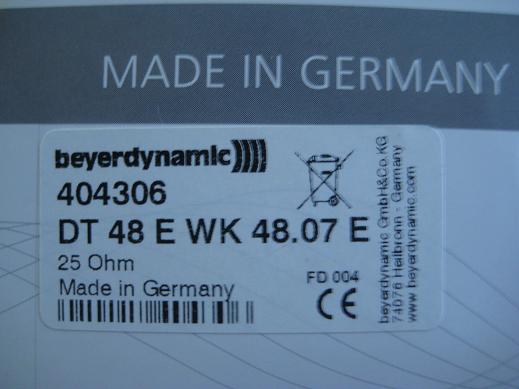 MADE IN GERMANY
beyerdynamic
404306
DT 48 E WK 48.07 E
25 Ohm
Made in Germany
FD 004
CE
beyerdynamic GmbH&Co.KG
74076 Heilbronn - Germany
www.beyerdynamic.com